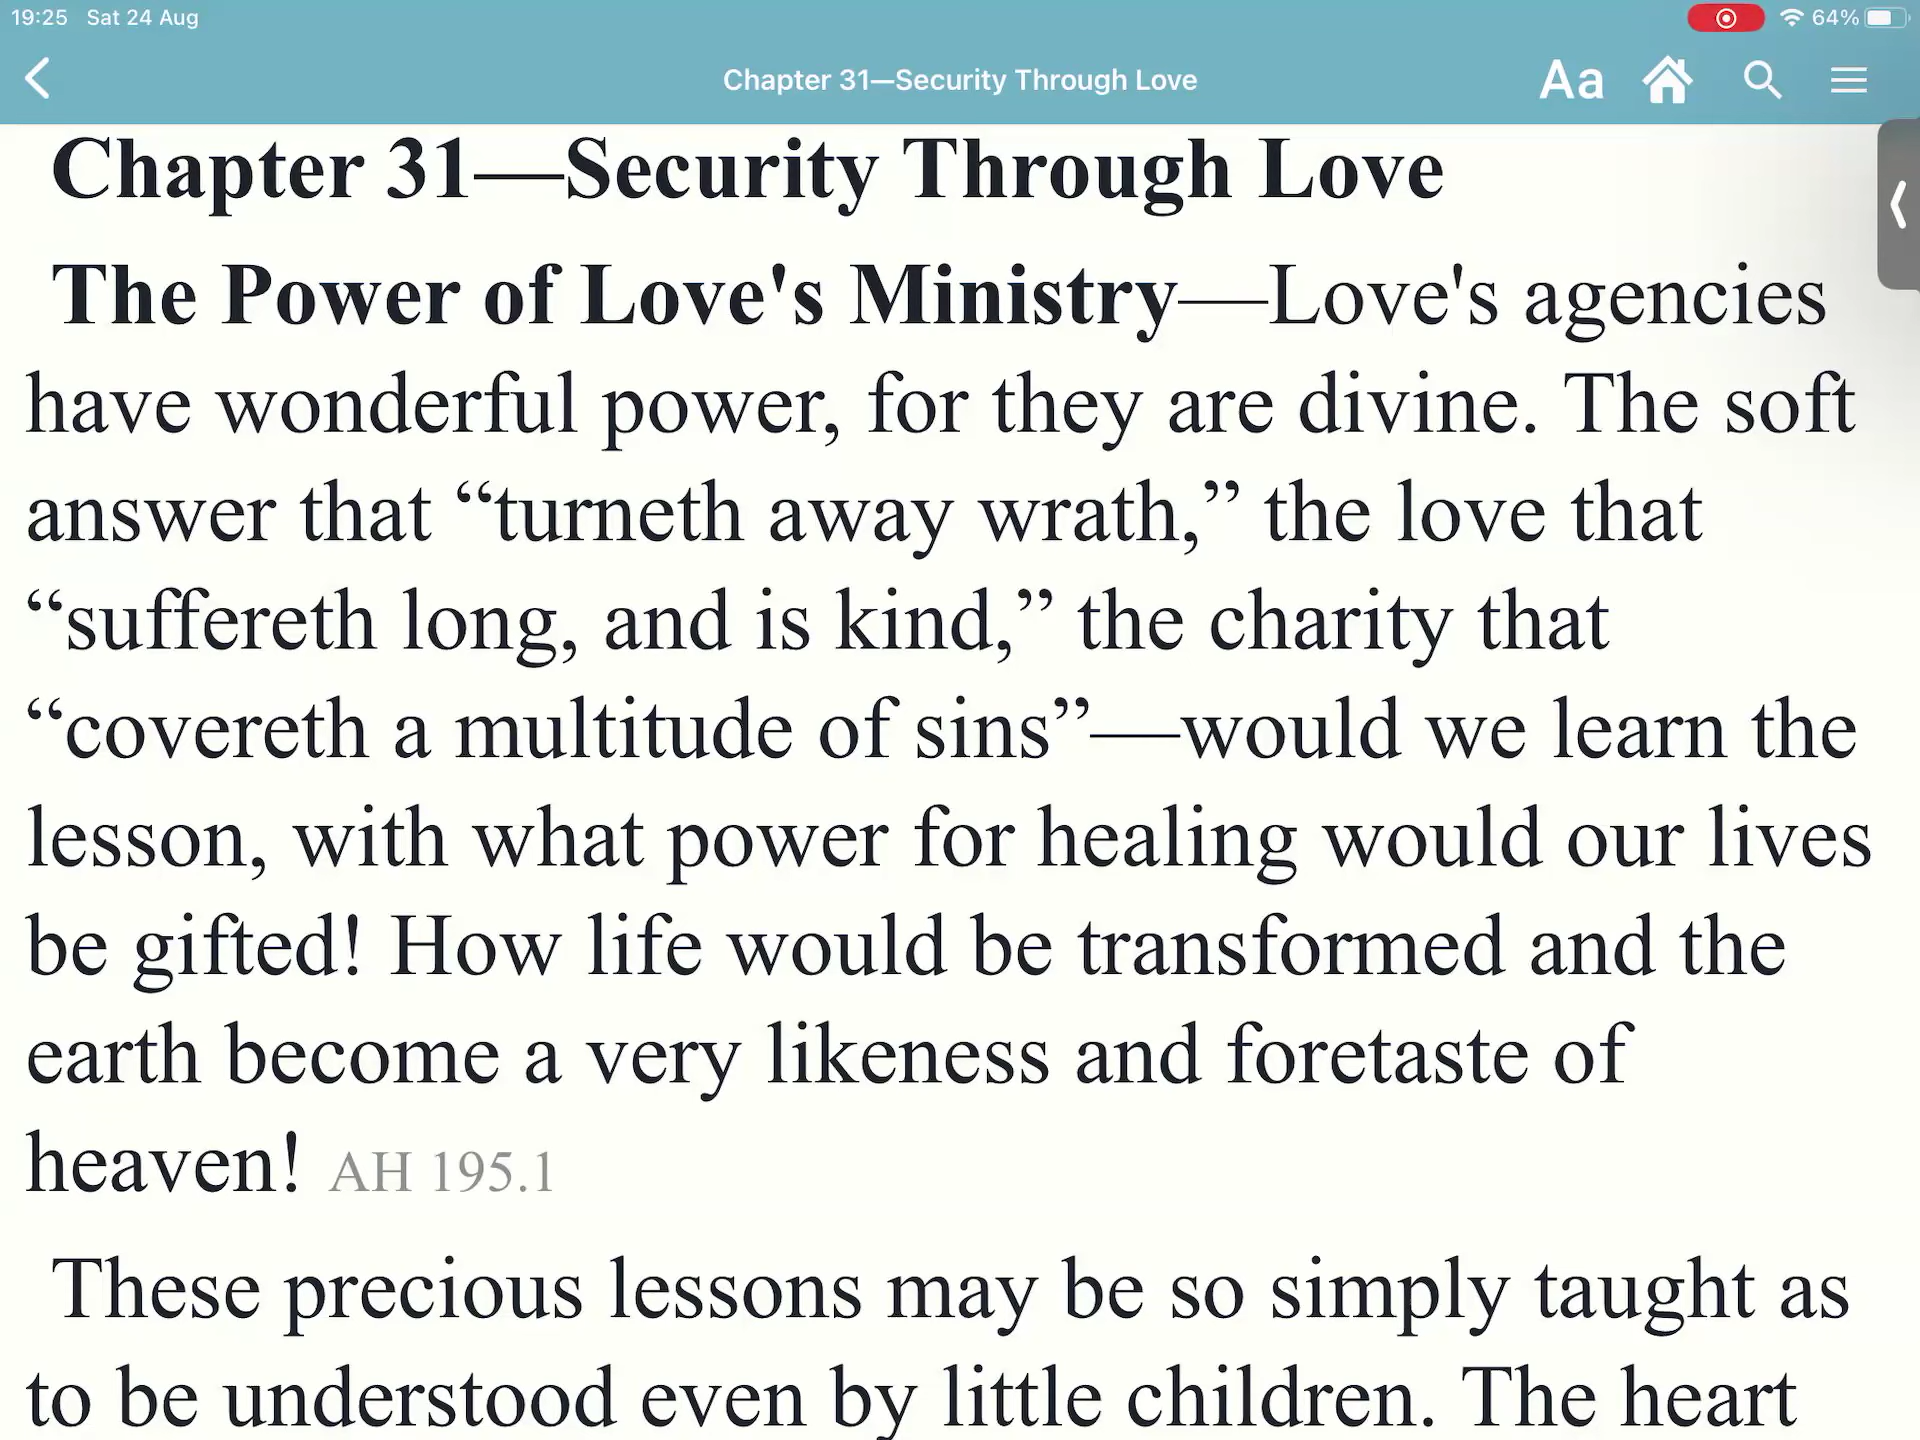 19:25 Sat 24 Aug 64%
Chapter 31—Security Through Love
Aa
Chapter 31—Security Through Love
The Power of Love's Ministry—Love's agencies
have wonderful power, for they are divine. The soft
answer that “turneth away wrath,” the love that
“suffereth long, and is kind,” the charity that
“covereth a multitude of sins”—would we learn the
lesson, with what power for healing would our lives
be gifted! How life would be transformed and the
earth become a very likeness and foretaste of
heaven! AH 195.1
These precious lessons may be so simply taught as
to be understood even by little children. The heart